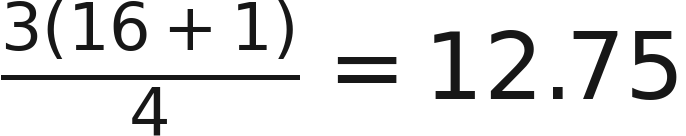 3(16 + 1)
4
= 12.75